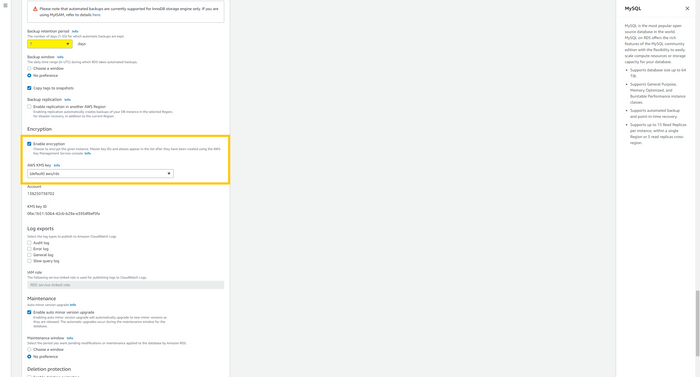 Please note that automated backups are currently supported for InnoDB storage engine only. If you are
using MyISAM, refer to details here.
Backup retention period Info
The number of days (1-35) for which automatic backups are kept.
7 days
Backup window Info
The daily time range (in UTC) during which RDS takes automated backups.
Choose a window
No preference
Copy tags to snapshots
Backup replication Info
Enable replication in another AWS Region
Enabling replication automatically creates backups of your DB instance in the selected Region,
for disaster recovery, in addition to the current Region.
Encryption
Enable encryption
Choose to encrypt the given instance. Master key IDs and aliases appear in the list after they have been created using the AWS
Key Management Service console. Info
AWS KMS key Info
(default) aws/rds
Account
KMS key ID
Log exports
Select the log types to publish to Amazon CloudWatch Logs
Audit log
Error log
General log
Slow query log
IAM role
The following service-linked role is used for publishing logs to CloudWatch Logs.
RDS service-linked role
Maintenance
Auto minor version upgrade Info
Enable auto minor version upgrade
Enabling auto minor version upgrade will automatically upgrade to new minor versions as
they are released. The automatic upgrades occur during the maintenance window for the
database.
Maintenance window Info
Select the period you want pending modifications or maintenance applied to the database by Amazon RDS.
Choose a window
No preference
Deletion protection
MySQL
MySQL is the most popular open
source database in the world.
MySQL on RDS offers the rich
features of the MySQL community
edition with the flexibility to easily
scale compute resources or storage
capacity for your database.
Supports database size up to 64
TiB.
Supports General Purpose,
Memory Optimized, and
Burstable Performance instance
classes.
Supports automated backup
and point-in-time recovery.
Supports up to 15 Read Replicas
per instance, within a single
Region or 5 read replicas cross-
region.